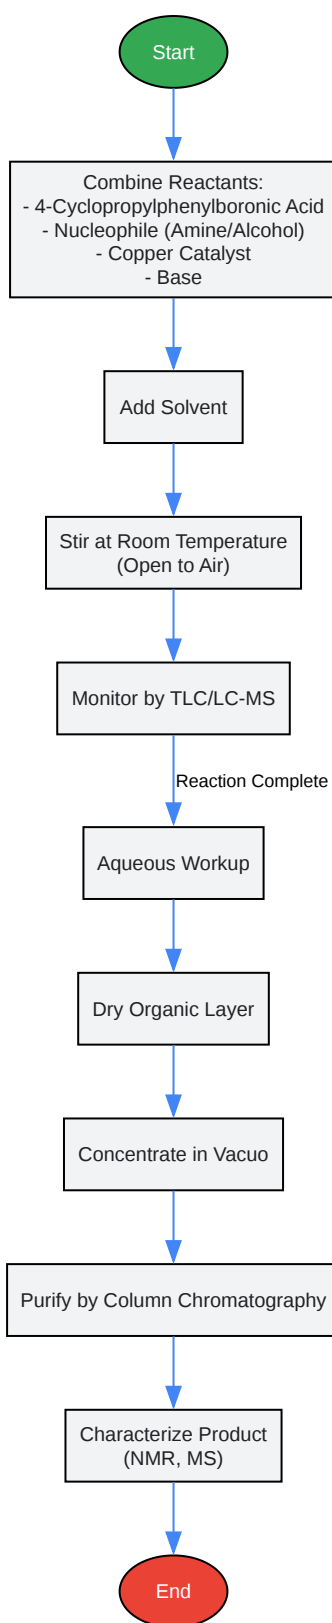 Start
Combine Reactants:
- 4-Cyclopropylphenylboronic Acid
- Nucleophile (Amine/Alcohol)
- Copper Catalyst
- Base
Add Solvent
Stir at Room Temperature
(Open to Air)
Monitor by TLC/LC-MS
Reaction Complete
Aqueous Workup
Dry Organic Layer
Concentrate in Vacuo
Purify by Column Chromatography
Characterize Product
(NMR, MS)
End